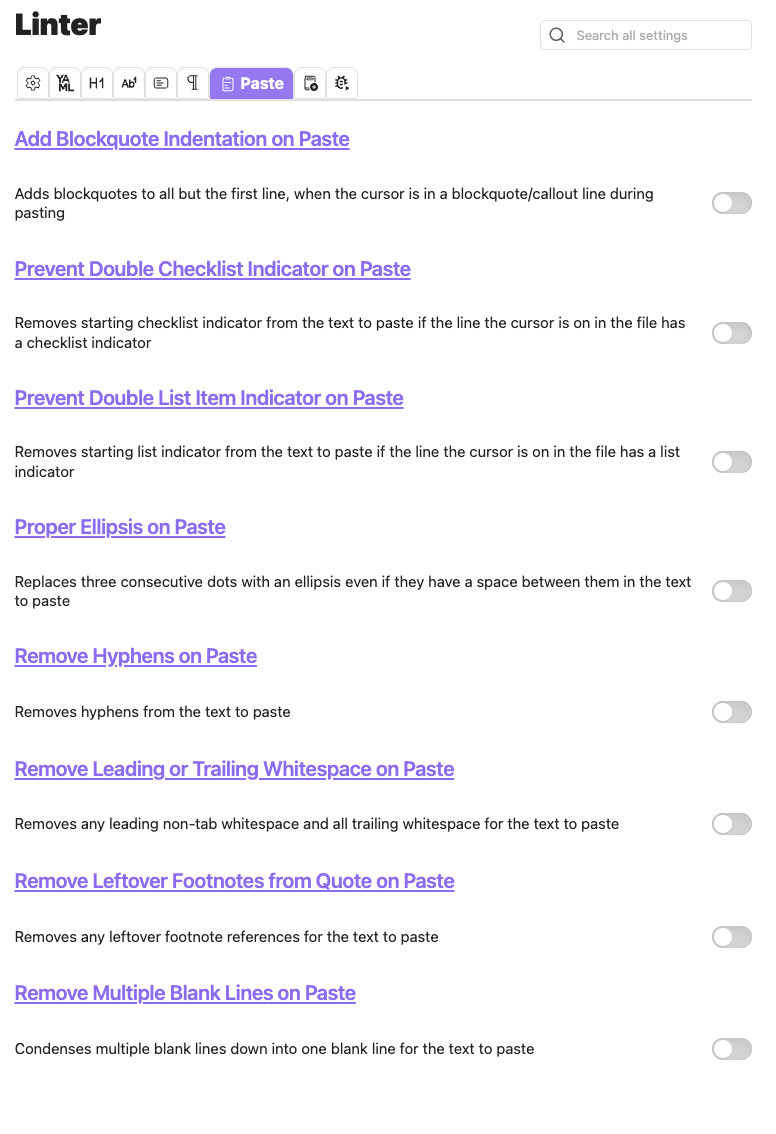 Linter
Search all settings
YAML H1 Ab¹ ¶ Paste
Add Blockquote Indentation on Paste
Adds blockquotes to all but the first line, when the cursor is in a blockquote/callout line during
pasting
Prevent Double Checklist Indicator on Paste
Removes starting checklist indicator from the text to paste if the line the cursor is on in the file has
a checklist indicator
Prevent Double List Item Indicator on Paste
Removes starting list indicator from the text to paste if the line the cursor is on in the file has a list
indicator
Proper Ellipsis on Paste
Replaces three consecutive dots with an ellipsis even if they have a space between them in the text
to paste
Remove Hyphens on Paste
Removes hyphens from the text to paste
Remove Leading or Trailing Whitespace on Paste
Removes any leading non-tab whitespace and all trailing whitespace for the text to paste
Remove Leftover Footnotes from Quote on Paste
Removes any leftover footnote references for the text to paste
Remove Multiple Blank Lines on Paste
Condenses multiple blank lines down into one blank line for the text to paste